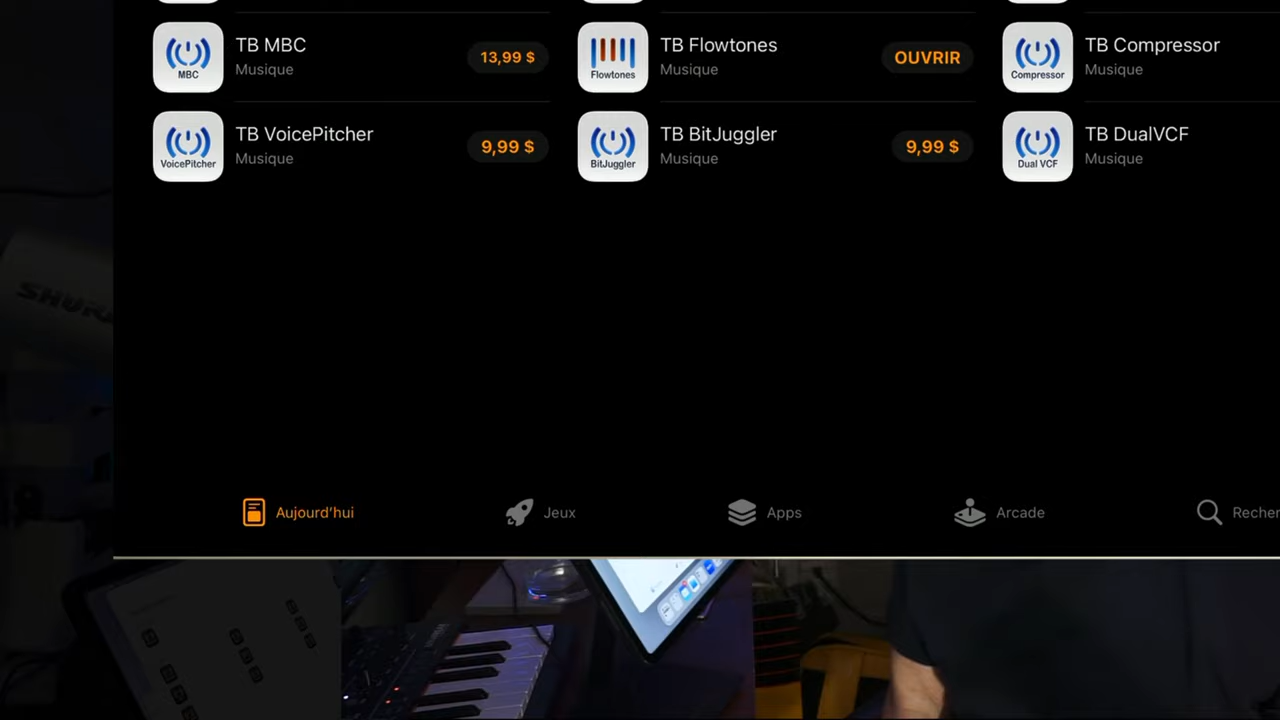 TB MBC
Musique
13,99 $
MBC
TB Flowtones
Musique
OUVRIR
Flowtones
TB Compressor
Musique
Compressor
TB VoicePitcher
Musique
9,99 $
VoicePitcher
TB BitJuggler
Musique
9,99 $
BitJuggler
TB DualVCF
Musique
Dual VCF
SHURE
Aujourd'hui
Jeux
Apps
Arcade
Recher